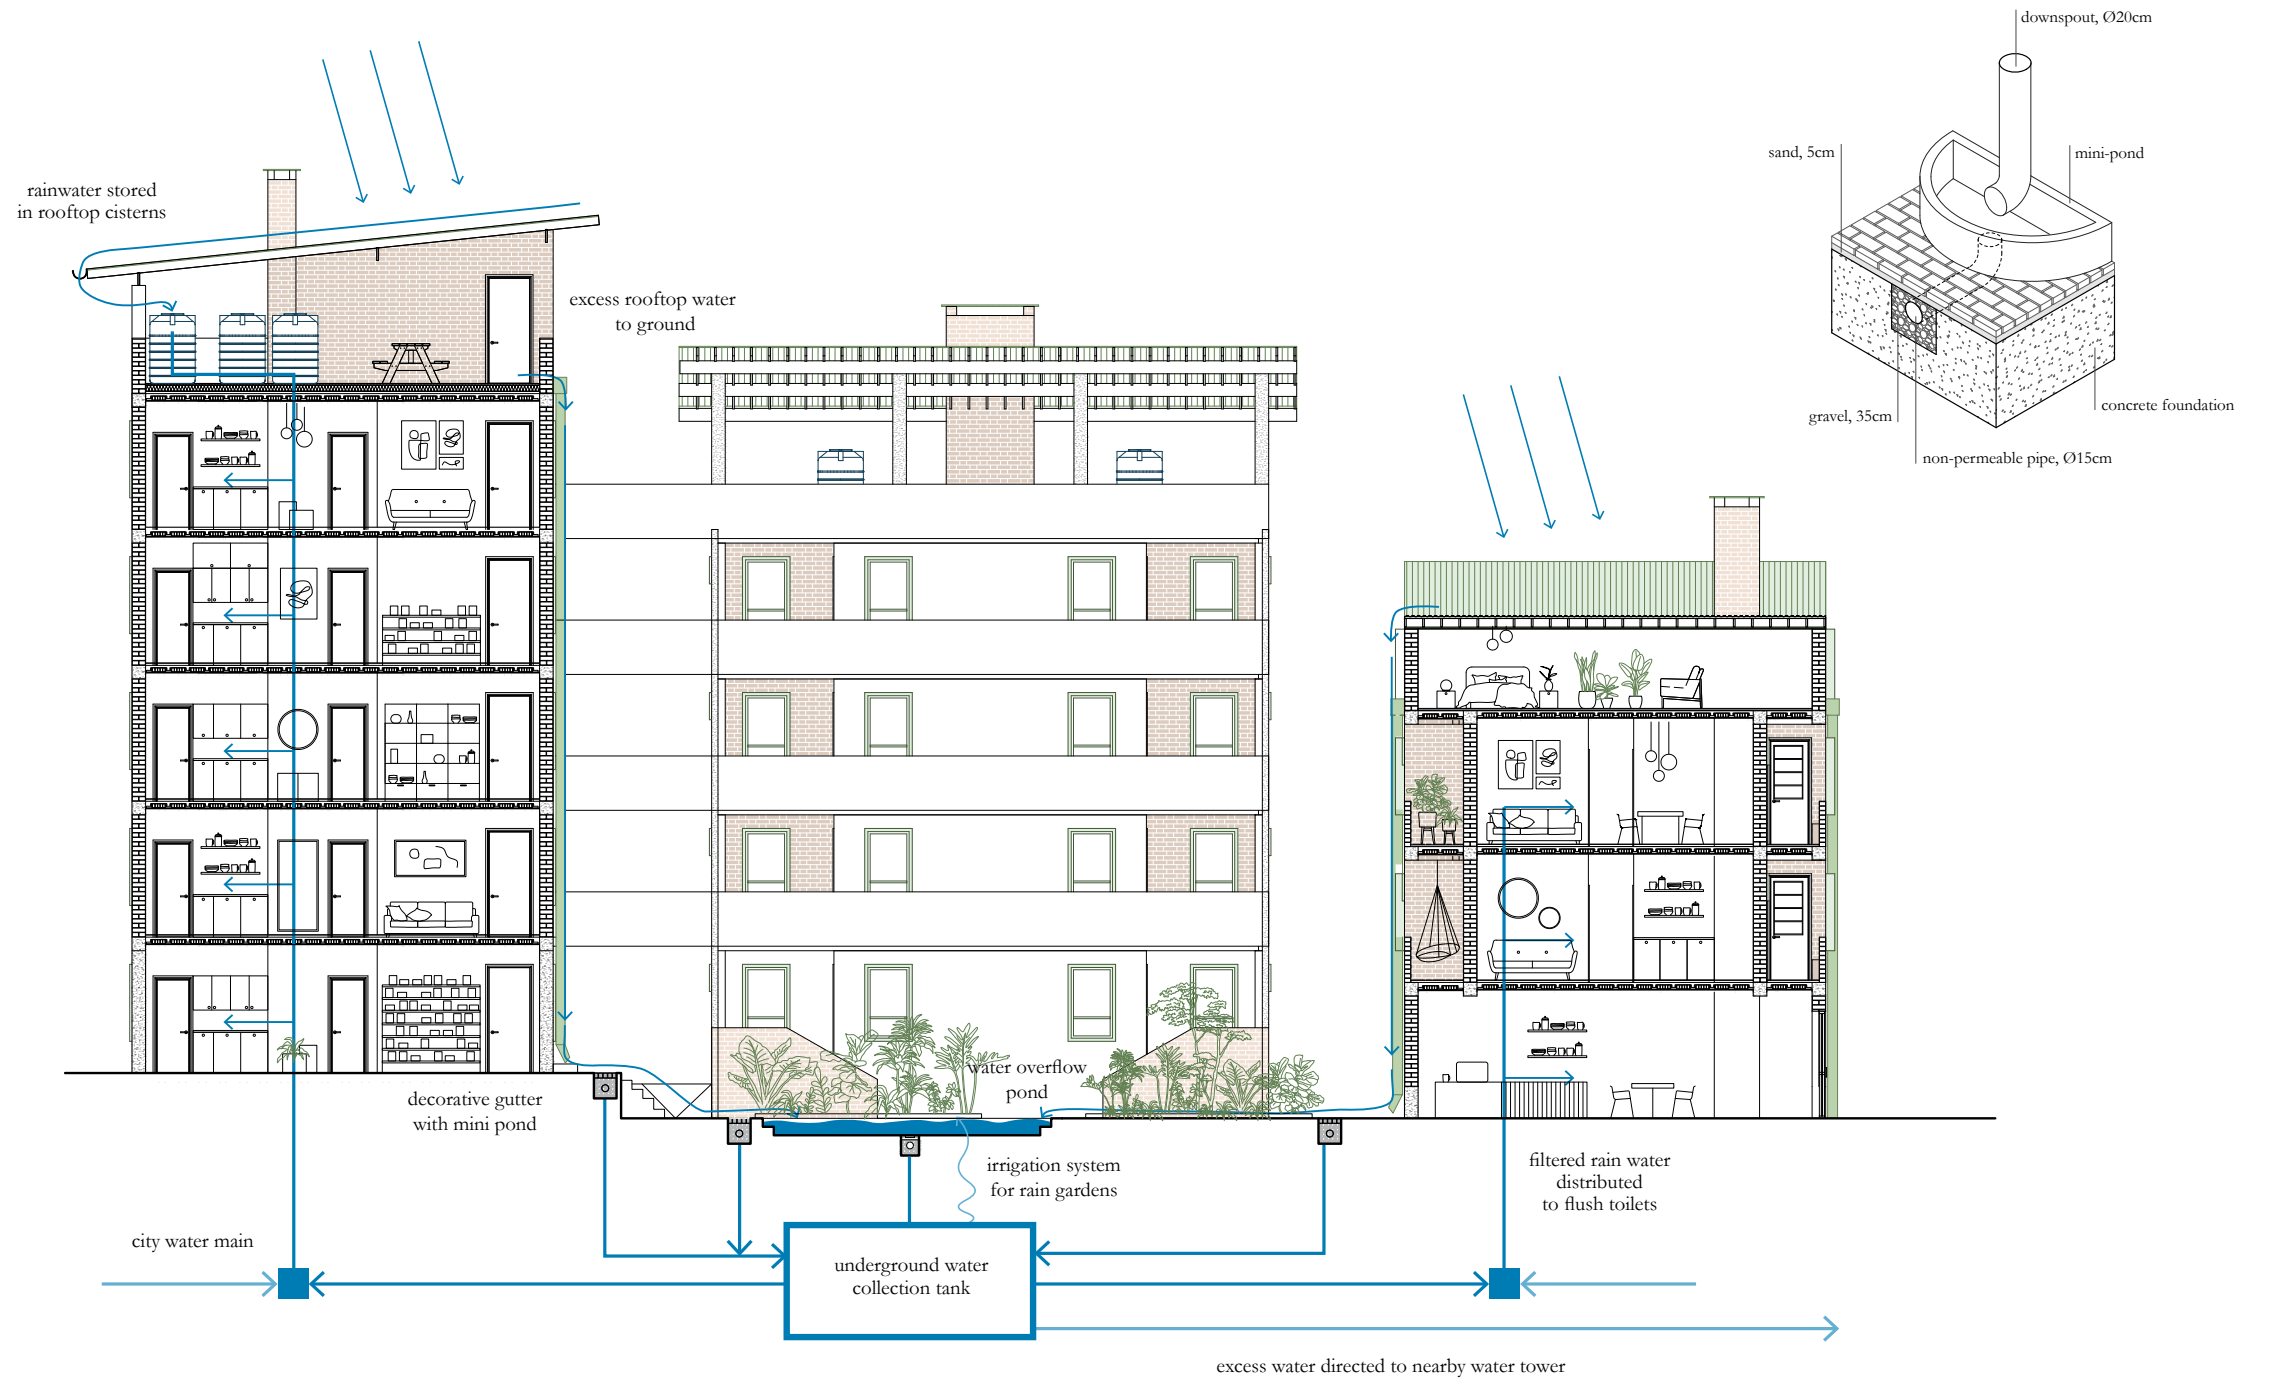 downspout, Ø20cm
sand, 5cm
mini-pond
rainwater stored
in rooftop cisterns
excess rooftop water
to ground
gravel, 35cm
concrete foundation
non-permeable pipe, Ø15cm
water overflow
pond
decorative gutter
with mini pond
irrigation system
for rain gardens
filtered rain water
distributed
to flush toilets
city water main
underground water
collection tank
excess water directed to nearby water tower